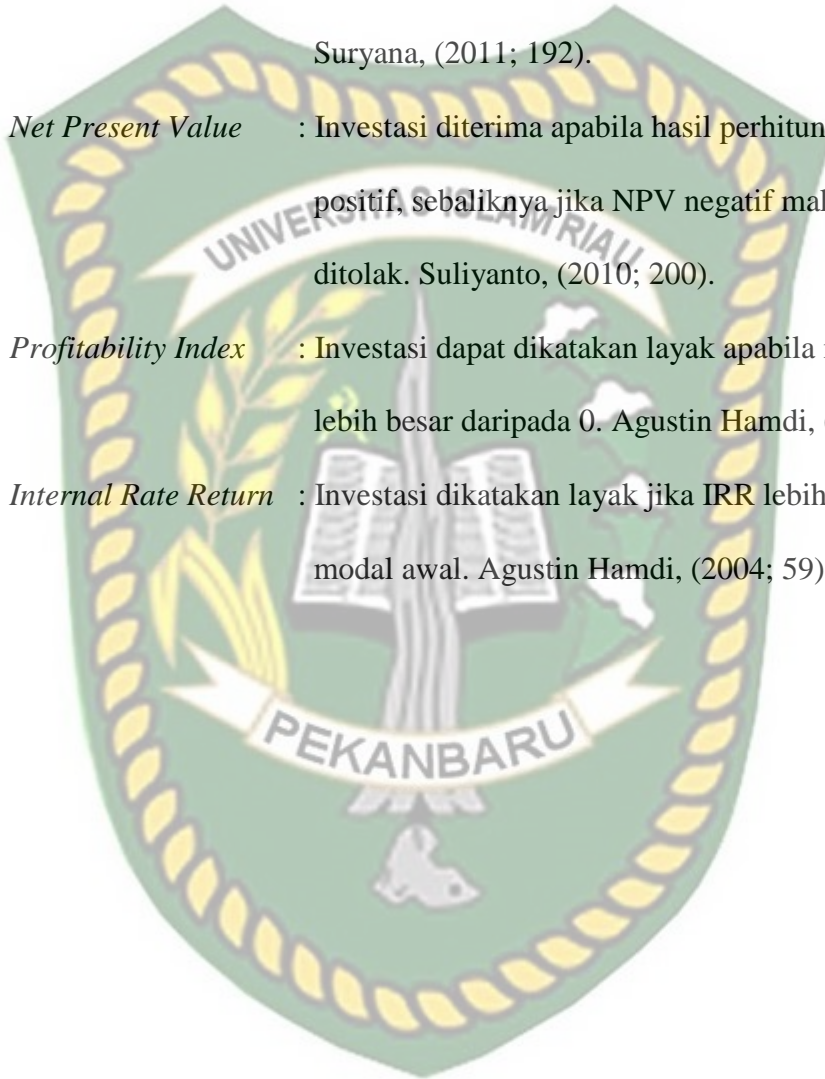 Suryana, (2011; 192).
Net Present Value : Investasi diterima apabila hasil
positif, sebaliknya jika NPV negatif
UNIVERSITAS ISLAM RIAU
ditolak. Suliyanto, (2010; 200).
Profitability Index : Investasi dapat dikatakan layak apabila
lebih besar daripada 0. Agustin Hamdi, (
Internal Rate Return : Investasi dikatakan layak jika IRR lebih
modal awal. Agustin Hamdi, (2004; 59)
PEKANBARU